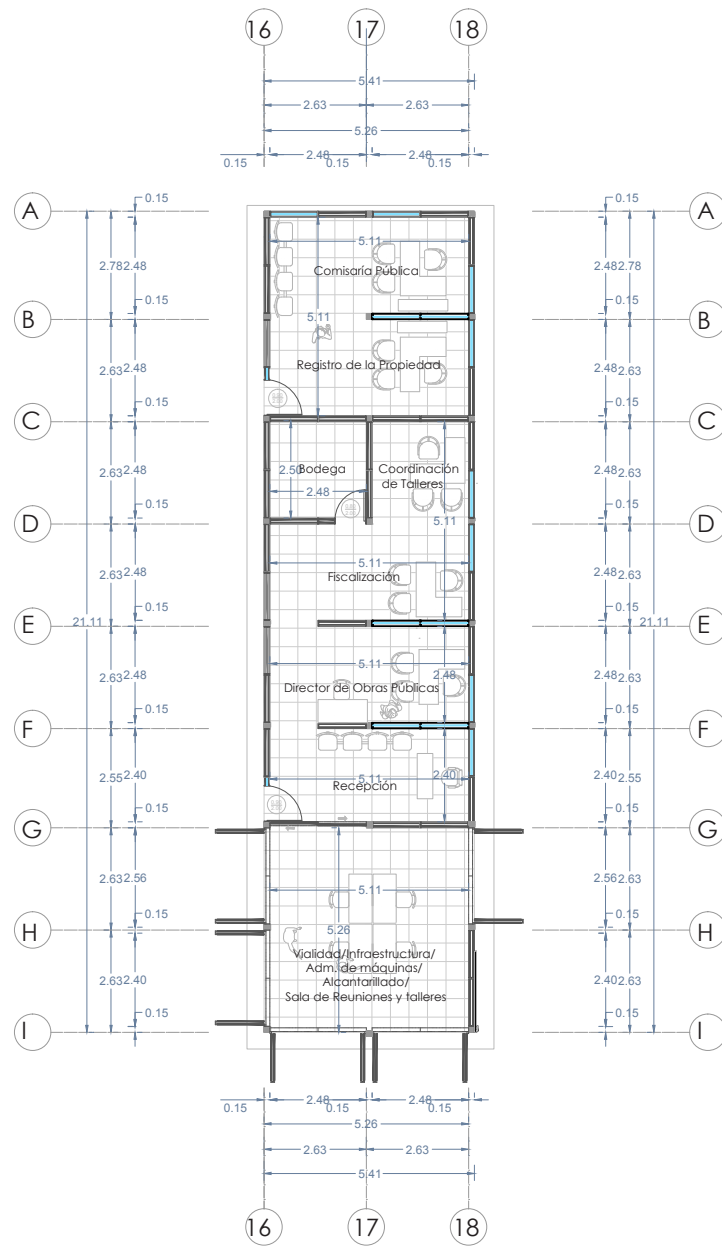 16 17 18
5.41
2.63 2.63
5.26
2.48 2.48
0.15 0.15 0.15
A 0.15 0.15 A
5.11
Comisaría Pública
2.78 2.48 2.48 2.78
0.15 0.15
B 5.11 B
2.63 2.48 2.48 2.63
Registro de la Propiedad
0.15 0.15
C C
2.63 2.48 2.50 Bodega Coordinación 2.48 2.63
de Talleres
2.48
0.15 0.15
D 5.11 D
2.63 2.48 5.11 2.48 2.63
Fiscalización
0.15 0.15
E 21.11 21.11 E
2.63 2.48 5.11 2.48 2.48 2.63
Director de Obras Públicas
0.15 0.15
F F
2.55 2.40 5.11 2.40 2.40 2.55
Recepción
0.15 0.15
G G
2.63 2.56 5.11 2.56 2.63
0.15 5.26 0.15
H H
Vialidad/Infraestructura/
Adm. de máquinas/
2.63 2.40 2.40 2.63
Alcantarillado/
Sala de Reuniones y talleres
0.15 0.15
I I
2.48 2.48
0.15 0.15 0.15
5.26
2.63 2.63
5.41
16 17 18